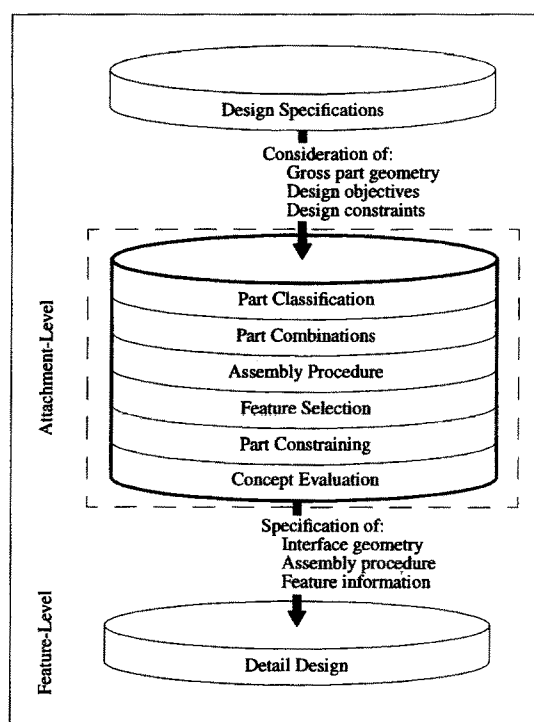 Design Specifications
Consideration of:
Gross part geometry
Design objectives
Design constraints
Attachment-Level
Part Classification
Part Combinations
Assembly Procedure
Feature Selection
Part Constraining
Concept Evaluation
Specification of:
Interface geometry
Assembly procedure
Feature information
Feature-Level
Detail Design